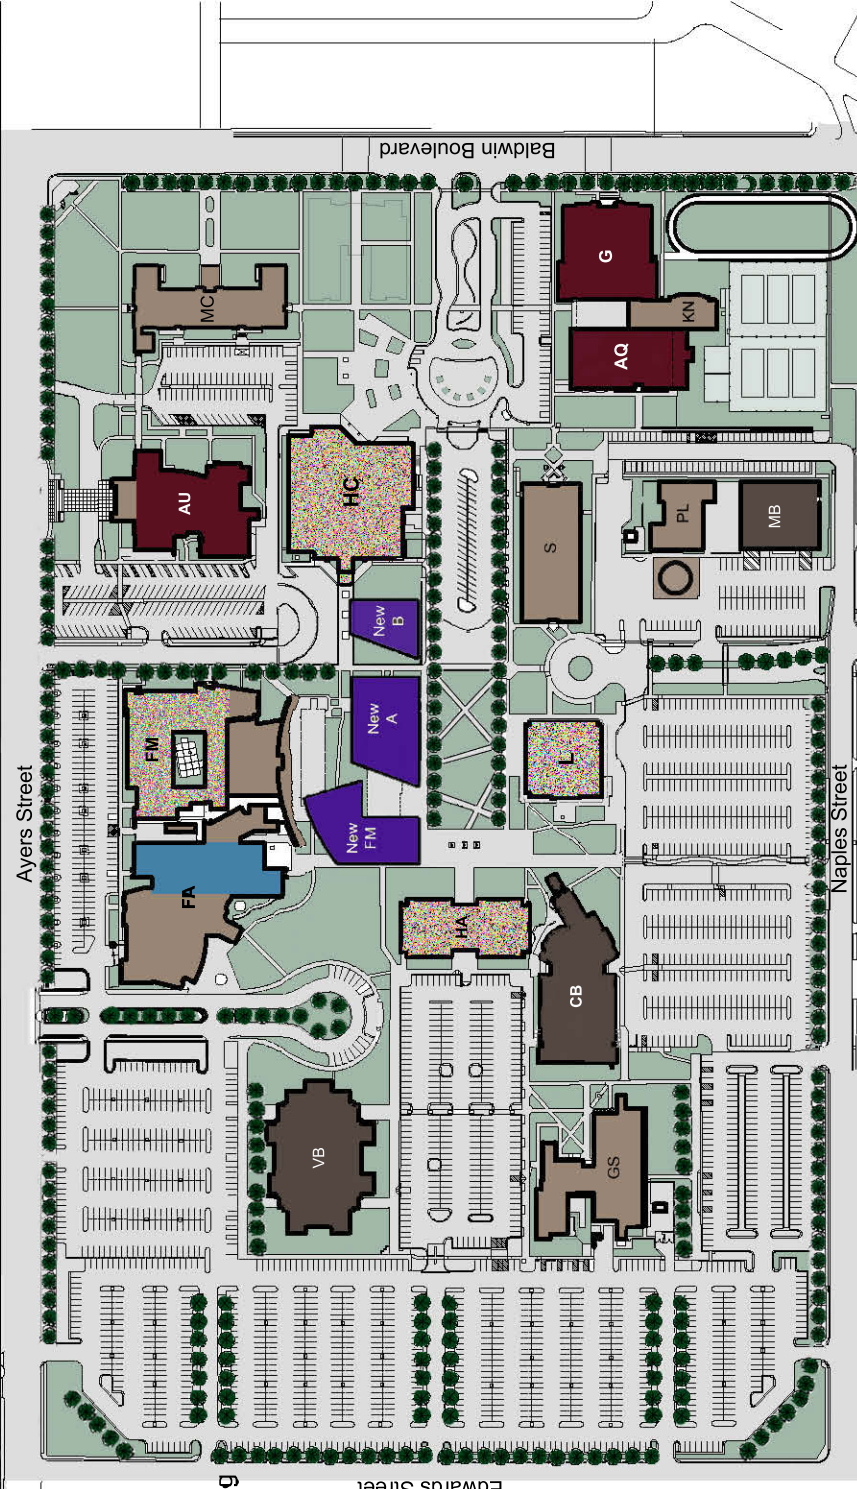 Baldwin Boulevard
G
MC
KN
AQ
HC
AU
PL
MB
S
New
B
New
A
FM
L
Ayers Street
Naples Street
New
FM
FA
HA
CB
VB
GS
Edwards Street
g